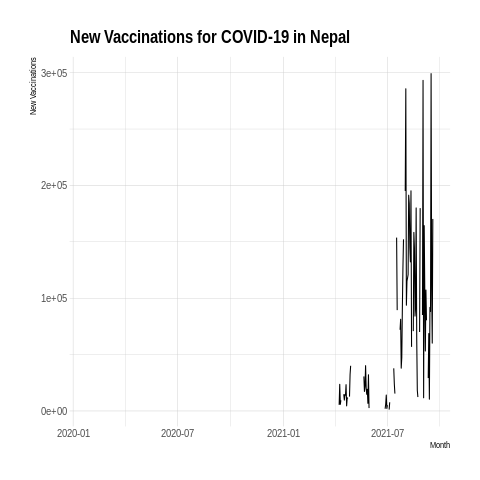 New Vaccinations for COVID-19 in Nepal
New Vaccinations
3e+05
2e+05
1e+05
0e+00
2020-01 2020-07 2021-01 2021-07
Month